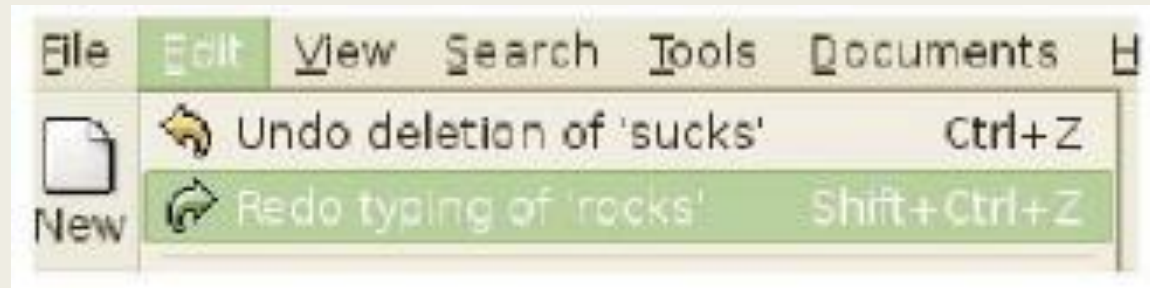 File Edit View Search Tools Documents H
Undo deletion of 'sucks' Ctrl+Z
New
Redo typing of 'rocks' Shift+Ctrl+Z